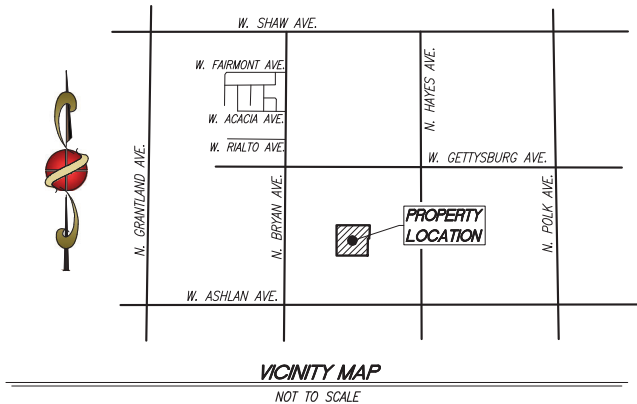 W. SHAW AVE.
W. FAIRMONT AVE.
N. HAYES AVE.
W. ACACIA AVE.
W. RIALTO AVE.
W. GETTYSBURG AVE.
N. GRANTLAND AVE.
N. BRYAN AVE.
N. POLK AVE.
PROPERTY
LOCATION
W. ASHLAN AVE.
VICINITY MAP
NOT TO SCALE